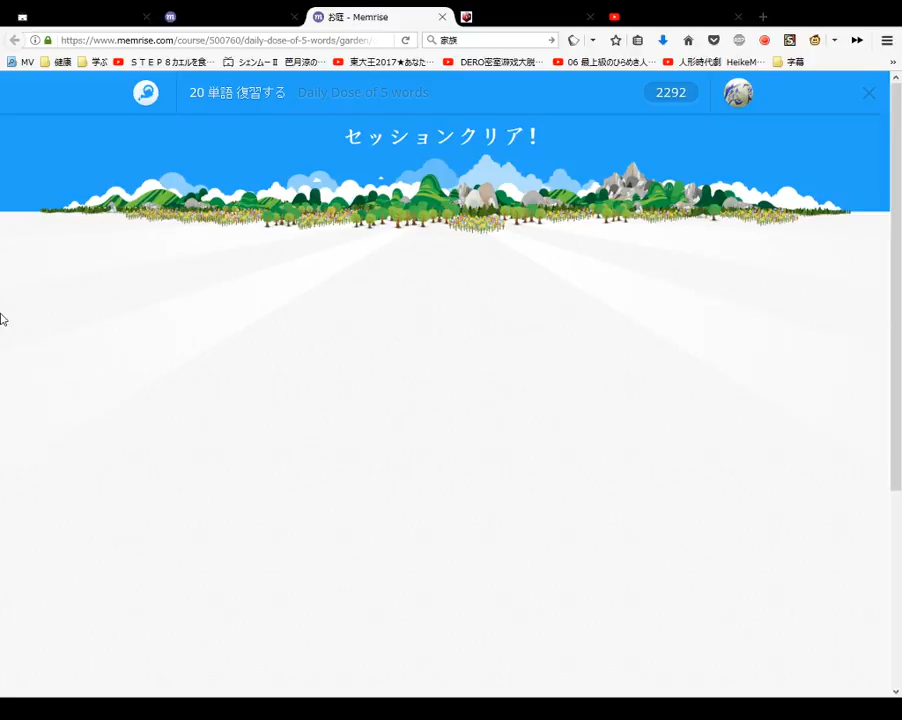 お庭 - Memrise
https://www.memrise.com/course/500760/daily-dose-of-5-words/garden/
家族
MV 健康 学ぶ ＳＴＥＰ８カエルを食… シェンムーⅡ 芭月涼の… 東大王2017★あなた… DERO密室游戏大脱… 06 最上級のひらめき人… 人形時代劇 HeikeM… 字幕
20 単語 復習する Daily Dose of 5 words 2292
セッションクリア！